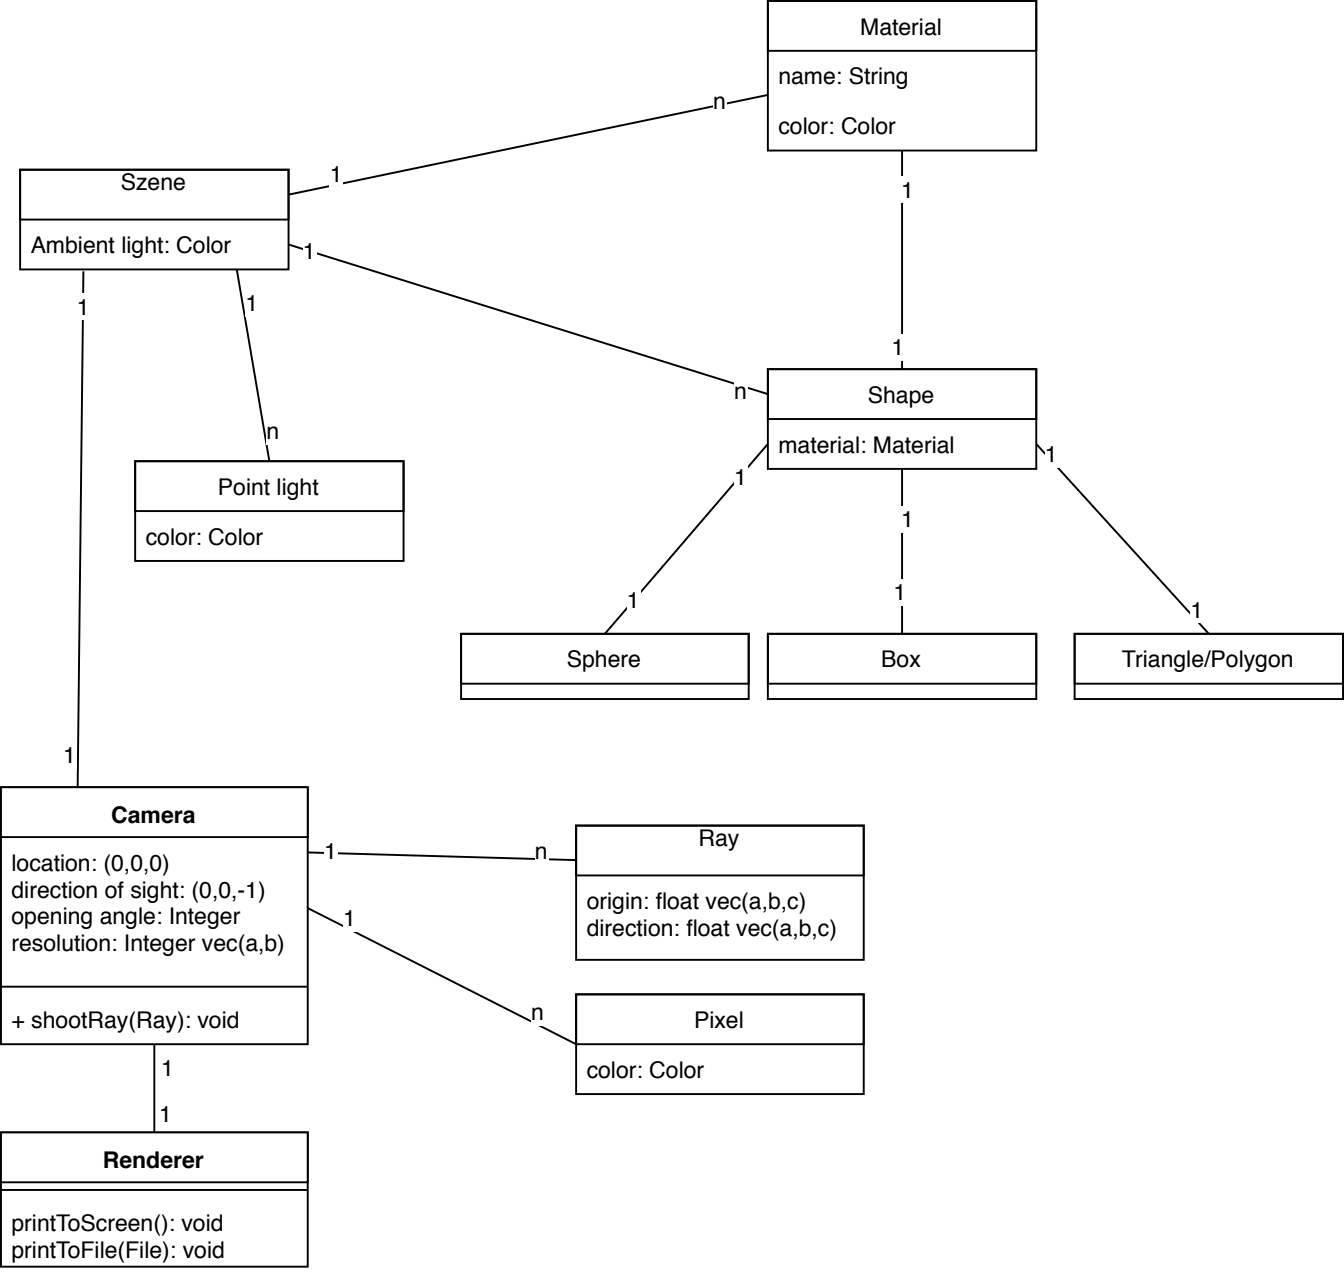 Material
name: String
color: Color
n
1
Szene
Ambient light: Color
1
1
1
1
n
1
n
Shape
material: Material
1
1
1
Point light
color: Color
n
1
1
1
Sphere
Box
Triangle/Polygon
1
Camera
location: (0,0,0)
direction of sight: (0,0,-1)
opening angle: Integer
resolution: Integer vec(a,b)
+ shootRay(Ray): void
1
n
Ray
origin: float vec(a,b,c)
direction: float vec(a,b,c)
1
n
Pixel
color: Color
1
1
Renderer
printToScreen(): void
printToFile(File): void